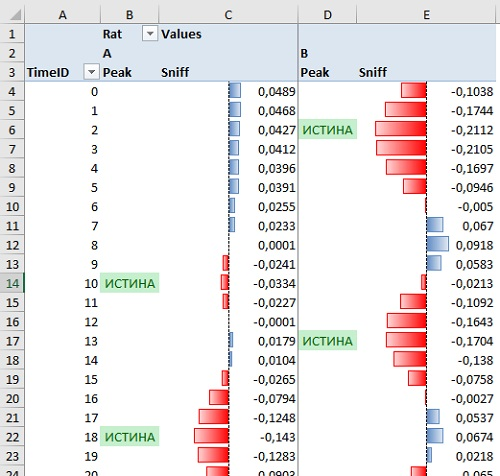 A B C D E
1 Rat Values
2 A B
3 TimeID Peak Sniff Peak Sniff
4 0 0,0489 -0,1038
5 1 0,0468 -0,1744
6 2 0,0427 ИСТИНА -0,2112
7 3 0,0412 -0,2105
8 4 0,0396 -0,1697
9 5 0,0391 -0,0946
10 6 0,0255 -0,005
11 7 0,0233 0,067
12 8 0,0001 0,0918
13 9 -0,0241 0,0583
14 10 ИСТИНА -0,0334 -0,0213
15 11 -0,0227 -0,1092
16 12 -0,0001 -0,1643
17 13 0,0179 ИСТИНА -0,1704
18 14 0,0104 -0,138
19 15 -0,0265 -0,0758
20 16 -0,0794 -0,0027
21 17 -0,1248 0,0537
22 18 ИСТИНА -0,143 0,0674
23 19 -0,1283 0,0218
24 20 -0,0903 -0,065